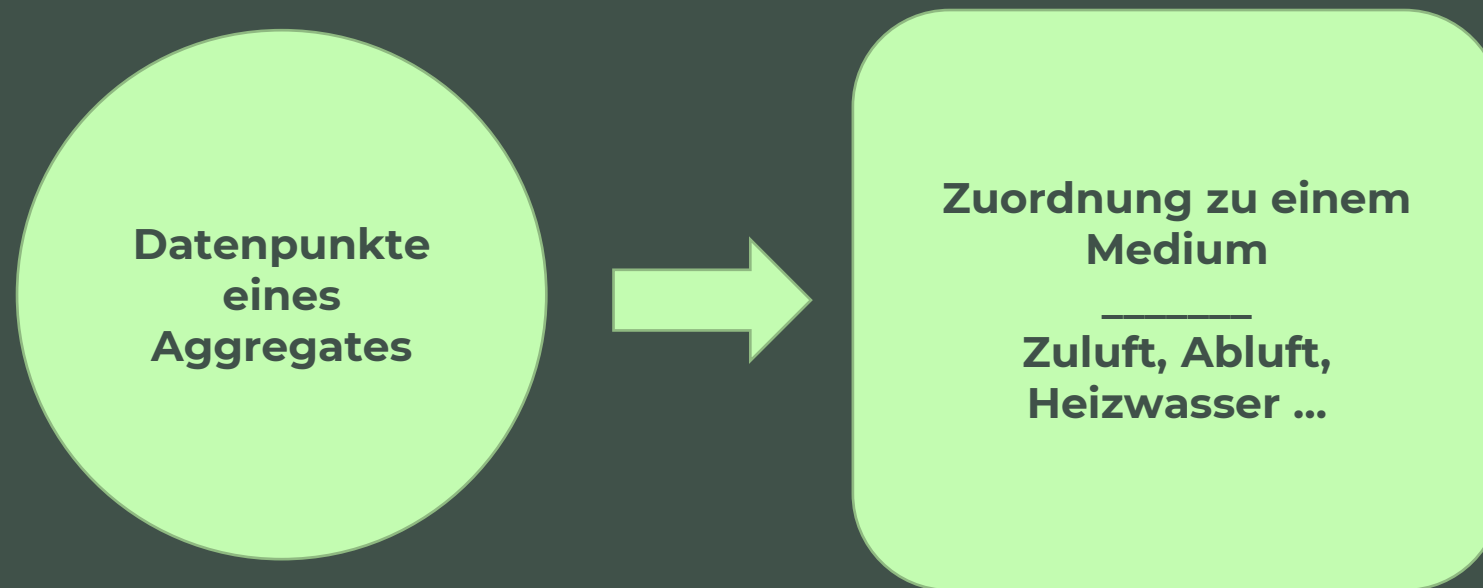 Datenpunkte
eines
Aggregates
Zuordnung zu einem
Medium
_______
Zuluft, Abluft,
Heizwasser ...